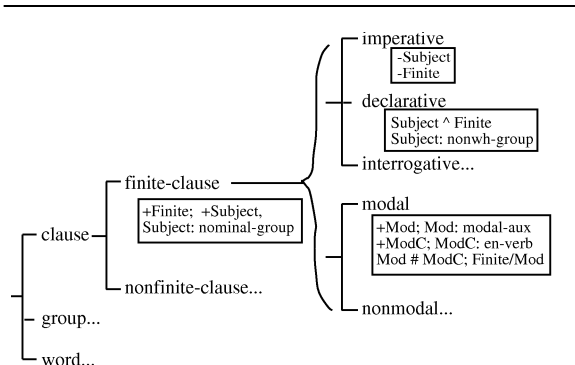 imperative
-Subject
-Finite
declarative
Subject ^ Finite
Subject: nonwh-group
interrogative...
finite-clause
+Finite; +Subject,
Subject: nominal-group
modal
+Mod; Mod: modal-aux
+ModC; ModC: en-verb
Mod # ModC; Finite/Mod
clause
nonfinite-clause...
nonmodal...
group...
word...